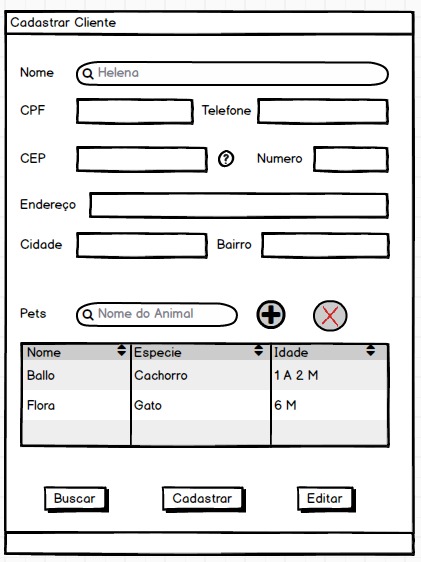 Cadastrar Cliente
Nome Helena
CPF Telefone
CEP ? Numero
Endereço
Cidade Bairro
Pets Nome do Animal
Nome Especie Idade
Ballo Cachorro 1 A 2 M
Flora Gato 6 M
Buscar Cadastrar Editar